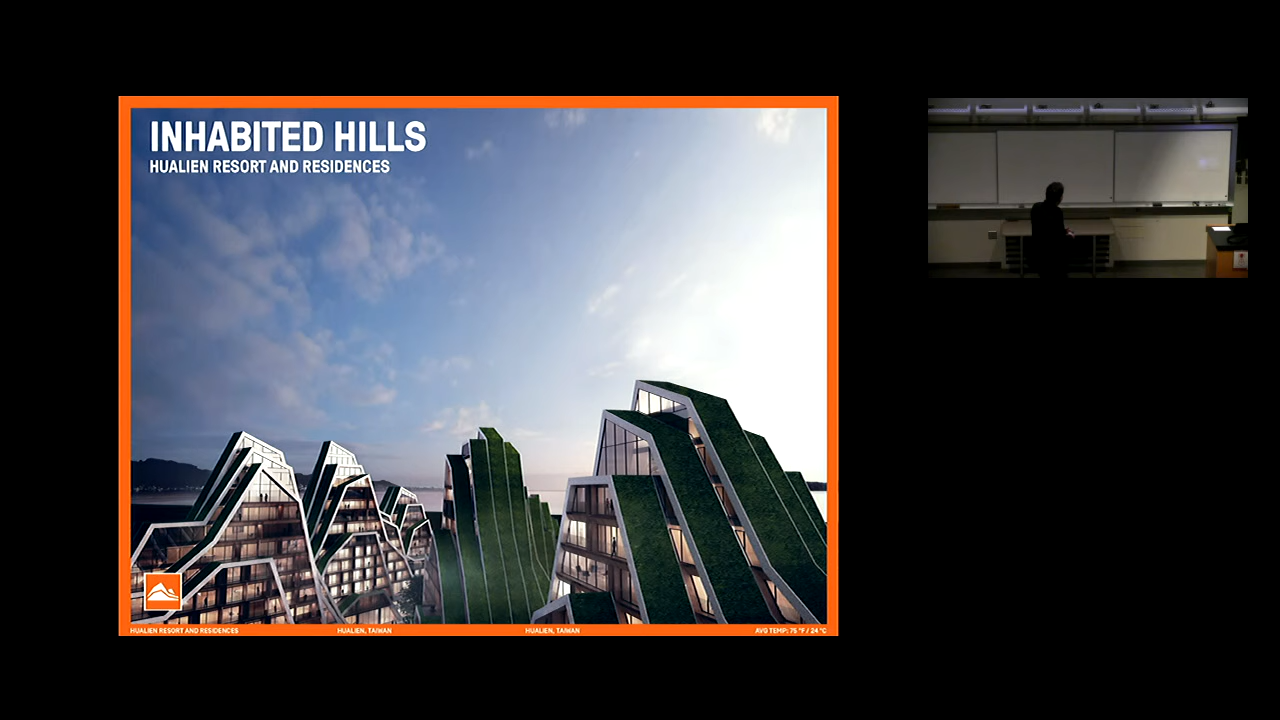 INHABITED HILLS
HUALIEN RESORT AND RESIDENCES
HUALIEN RESORT AND RESIDENCES HUALIEN, TAIWAN HUALIEN, TAIWAN AVG TEMP: 75 °F / 24 °C